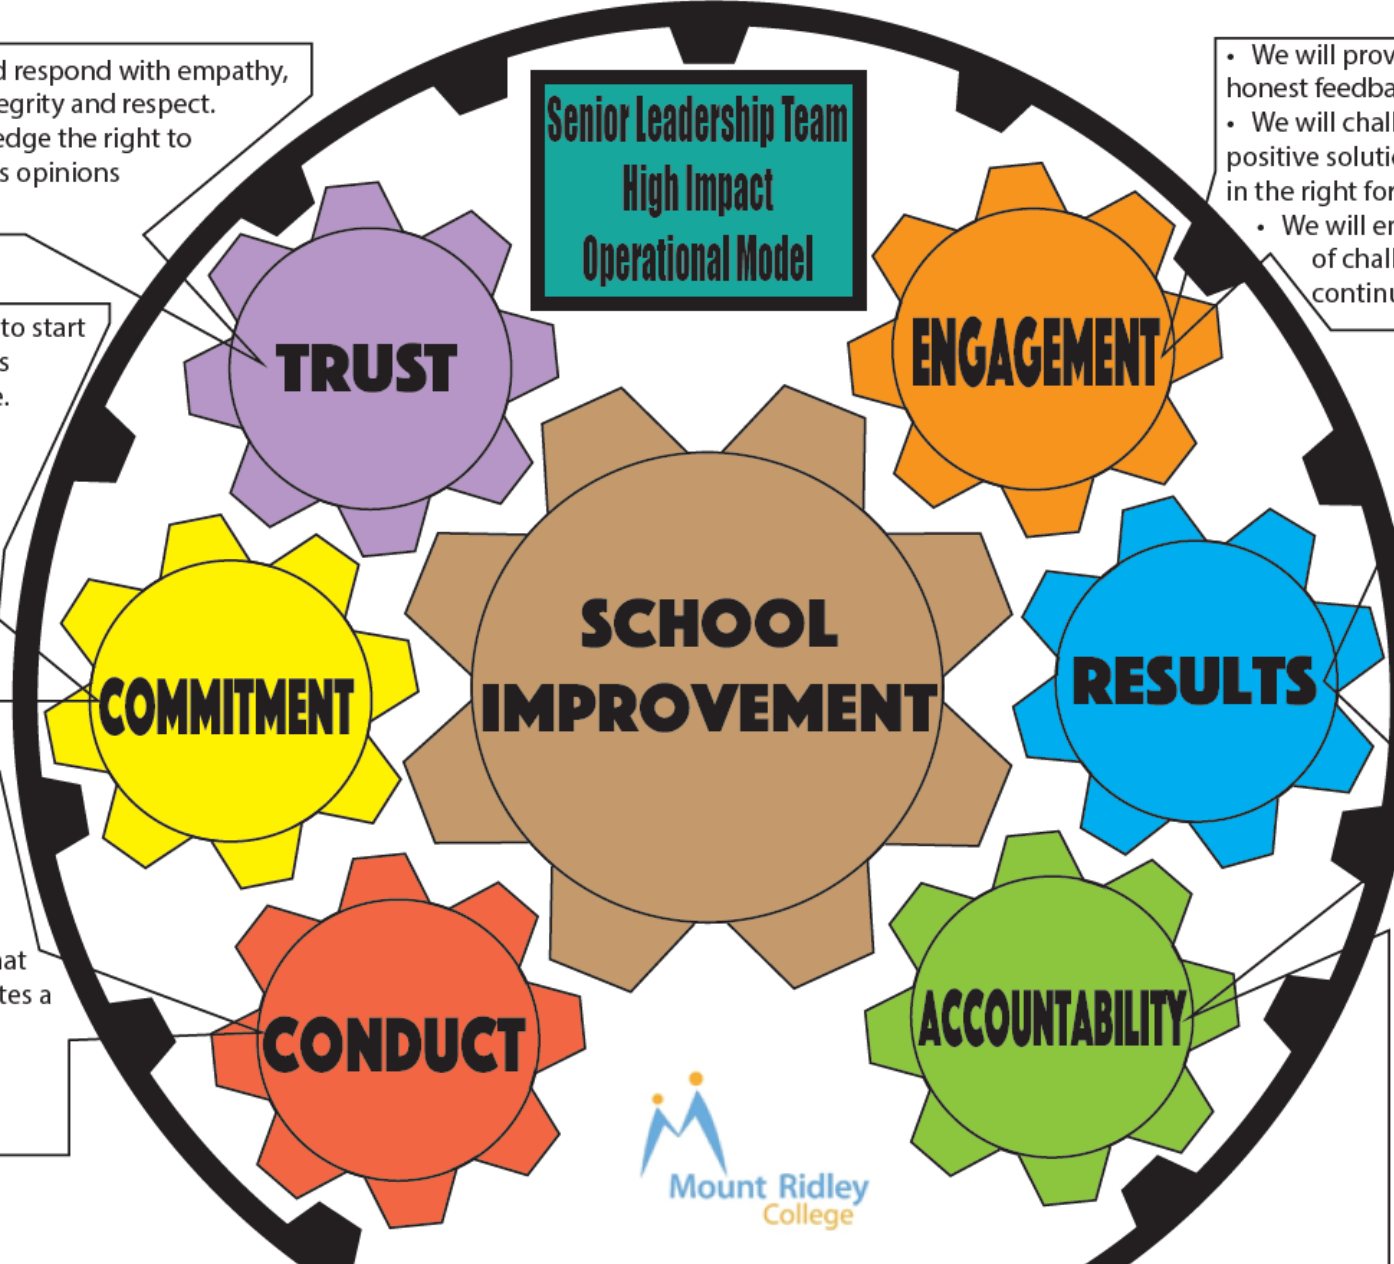 d respond with empathy,
egrity and respect.
edge the right to
s opinions
to start
s
e.
Senior Leadership Team
High Impact
Operational Model
• We will prov
honest feedba
• We will chall
positive soluti
in the right for
• We will en
of chall
continu
TRUST
ENGAGEMENT
SCHOOL
IMPROVEMENT
COMMITMENT
RESULTS
at
tes a
CONDUCT
ACCOUNTABILITY
Mount Ridley
College